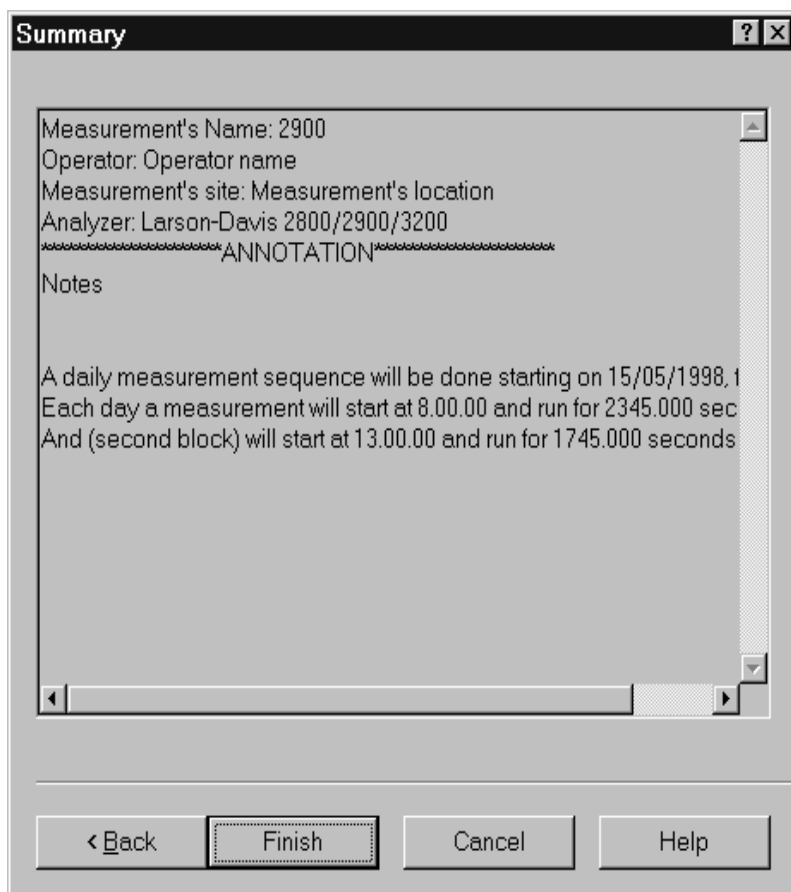 Summary
Measurement's Name: 2900
Operator: Operator name
Measurement's site: Measurement's location
Analyzer: Larson-Davis 2800/2900/3200
**********************ANNOTATION**********************
Notes
A daily measurement sequence will be done starting on 15/05/1998,
Each day a measurement will start at 8.00.00 and run for 2345.000 sec
And (second block) will start at 13.00.00 and run for 1745.000 seconds
< Back Finish Cancel Help